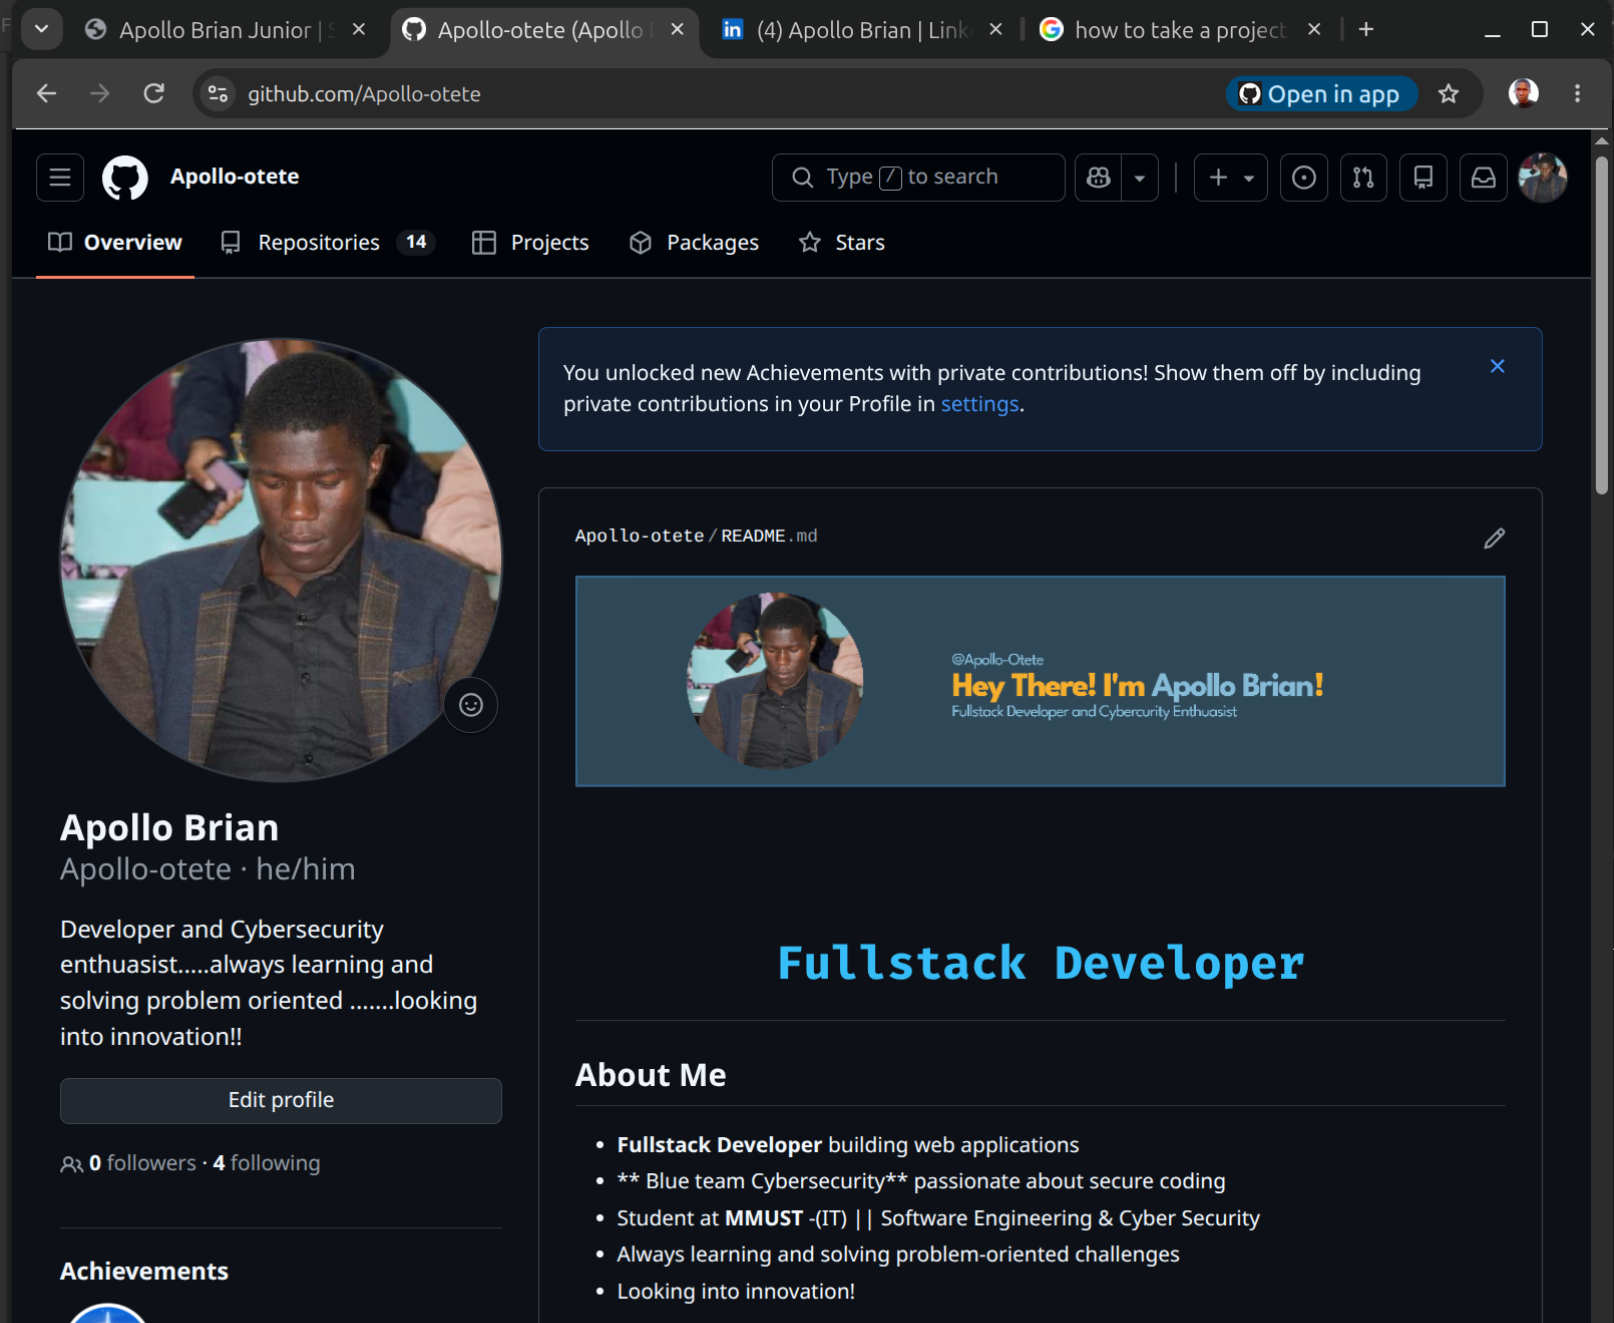 Apollo Brian Junior |
Apollo-otete (Apollo
(4) Apollo Brian | Link
how to take a project
github.com/Apollo-otete
Open in app
Apollo-otete
Type / to search
Overview
Repositories 14
Projects
Packages
Stars
You unlocked new Achievements with private contributions! Show them off by including
private contributions in your Profile in settings.
Apollo-otete/README.md
@Apollo-Otete
Hey There! I'm Apollo Brian!
Fullstack Developer and Cybercurity Enthuasist
Apollo Brian
Apollo-otete · he/him
Developer and Cybersecurity
enthuasist.....always learning and
solving problem oriented .......looking
into innovation!!
Edit profile
0 followers · 4 following
Achievements
Fullstack Developer
About Me
• Fullstack Developer building web applications
• ** Blue team Cybersecurity** passionate about secure coding
• Student at MMUST -(IT) || Software Engineering & Cyber Security
• Always learning and solving problem-oriented challenges
• Looking into innovation!